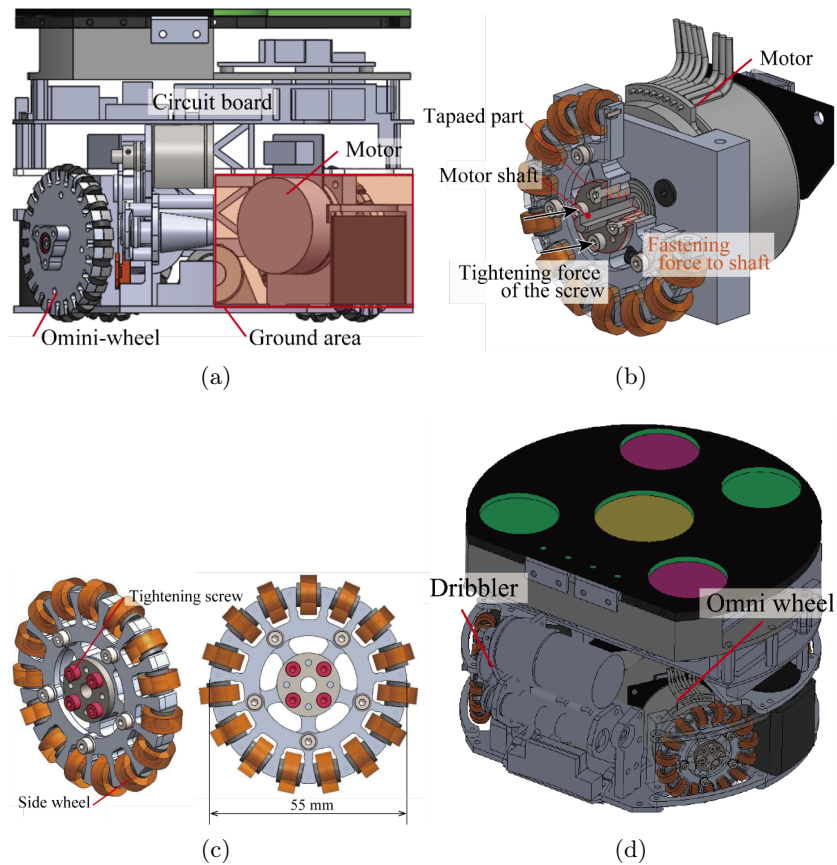 Circuit board
Motor
Omini-wheel
Ground area
(a)
Motor
Tapaed part
Motor shaft
Tightening force
of the screw
Fastening
force to shaft
(b)
Tightening screw
Side wheel
55 mm
(c)
Dribbler
Omni wheel
(d)